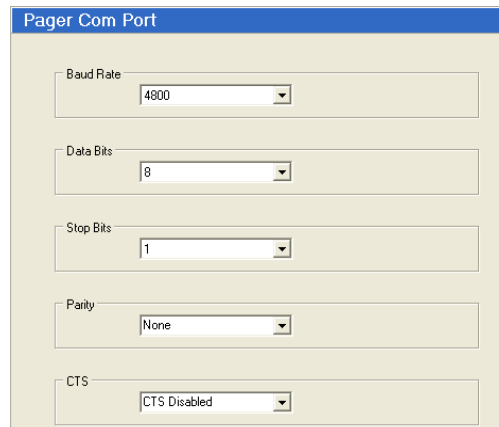 Pager Com Port
Baud Rate
4800
Data Bits
8
Stop Bits
1
Parity
None
CTS
CTS Disabled